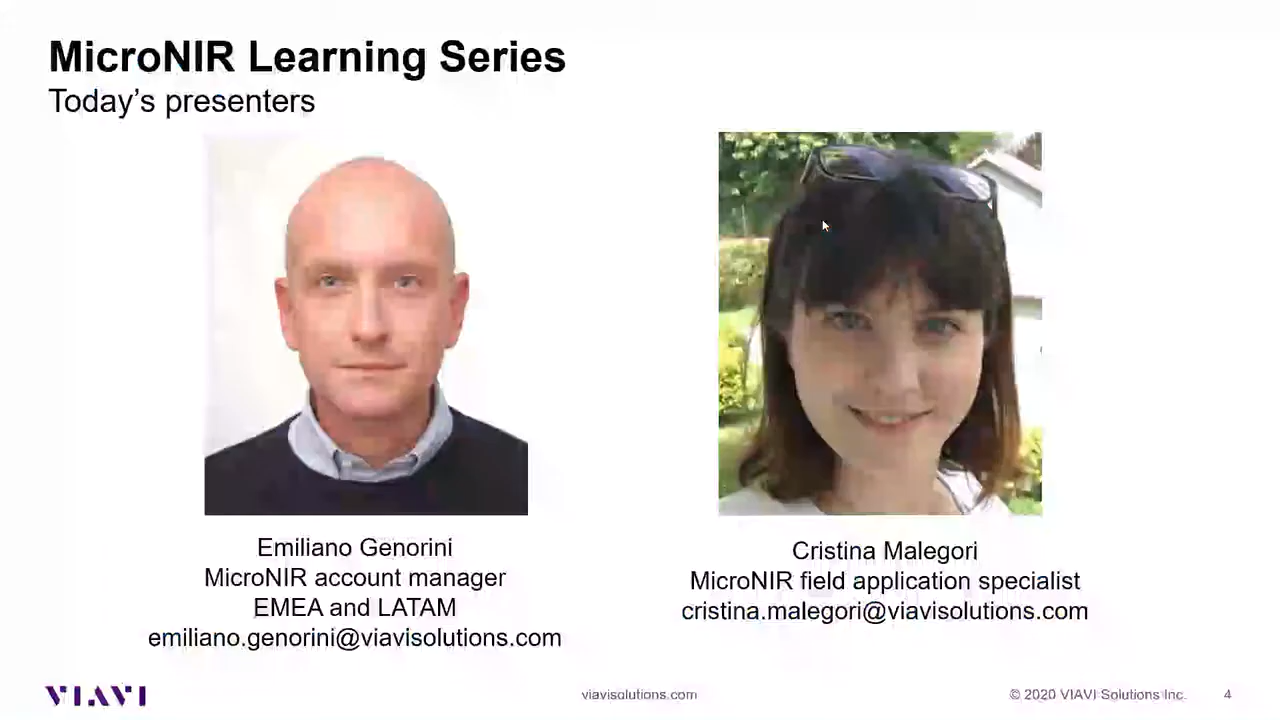 MicroNIR Learning Series
Today's presenters
Emiliano Genorini
MicroNIR account manager
EMEA and LATAM
emiliano.genorini@viavisolutions.com
Cristina Malegori
MicroNIR field application specialist
cristina.malegori@viavisolutions.com
VIAVI
viavisolutions.com
© 2020 VIAVI Solutions Inc.
4